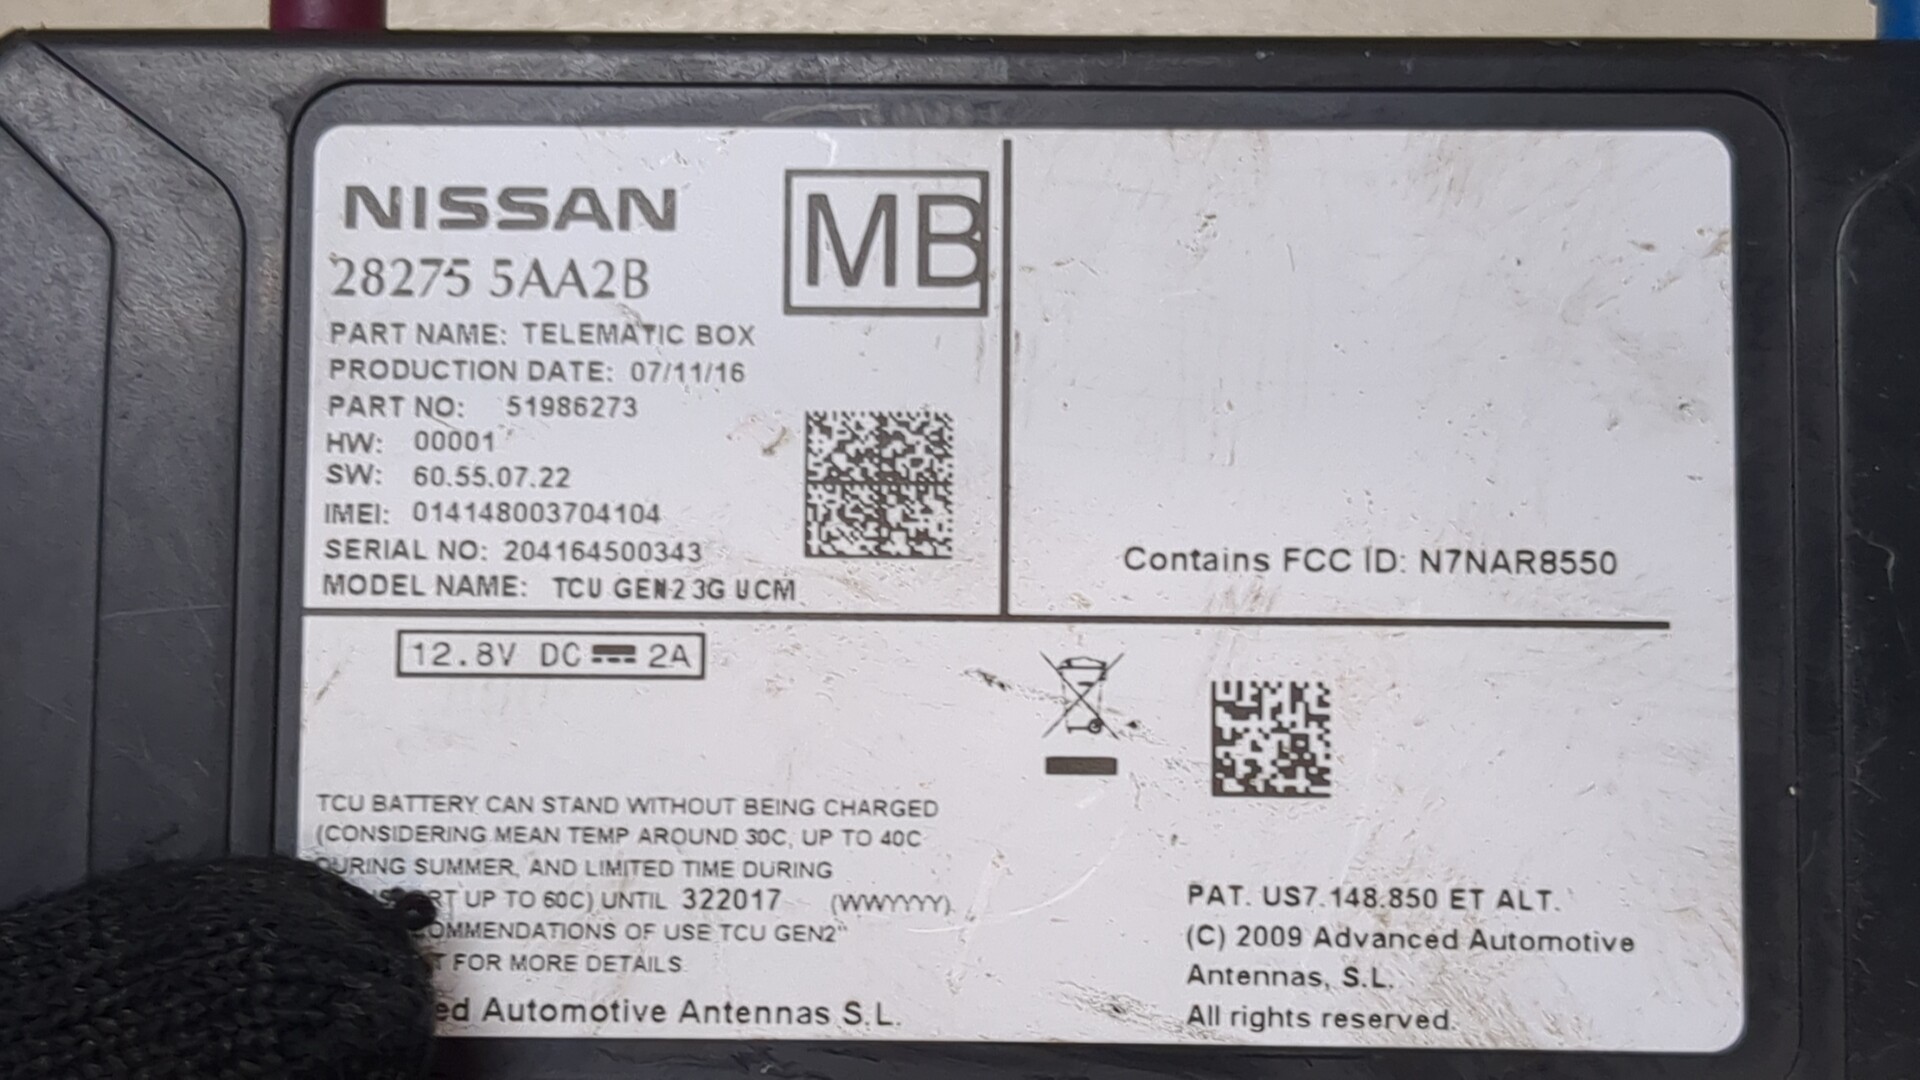 NISSAN
MB
28275 5AA2B
PART NAME: TELEMATIC BOX
PRODUCTION DATE: 07/11/16
PART NO: 51986273
HW: 00001
SW: 60.55.07.22
IMEI: 014148003704104
SERIAL NO: 204164500343
MODEL NAME: TCU GEN2 3G UCM
Contains FCC ID: N7NAR8550
12.8V DC 2A
TCU BATTERY CAN STAND WITHOUT BEING CHARGED
(CONSIDERING MEAN TEMP AROUND 30C, UP TO 40C
DURING SUMMER, AND LIMITED TIME DURING
UP TO 60C) UNTIL 322017 (WWYYYY)
OF USE TCU GEN2"
FOR MORE DETAILS
Automotive Antennas S.L.
PAT. US7.148.850 ET ALT.
(C) 2009 Advanced Automotive
Antennas, S.L.
All rights reserved.